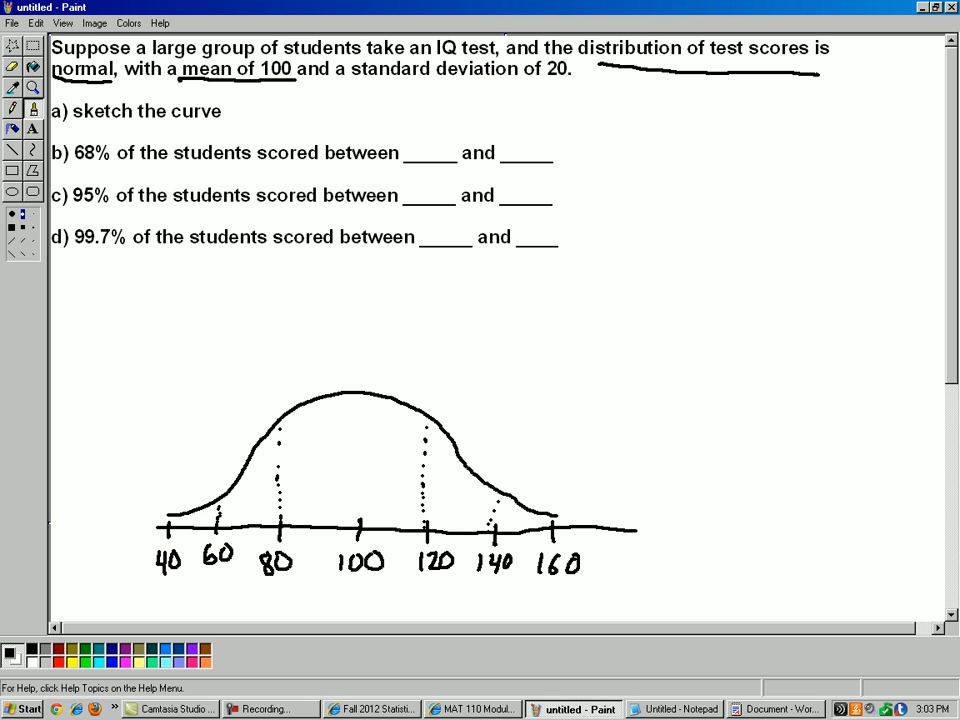 untitled - Paint
File Edit View Image Colors Help
Suppose a large group of students take an IQ test, and the distribution of test scores is
normal, with a mean of 100 and a standard deviation of 20.
a) sketch the curve
b) 68% of the students scored between _____ and _____
c) 95% of the students scored between _____ and _____
d) 99.7% of the students scored between _____ and ____
40 60 80 100 120 140 160
For Help, click Help Topics on the Help Menu.
Start Camtasia Studio ... Recording... Fall 2012 Statisti... MAT 110 Modul... untitled - Paint Untitled - Notepad Document - Wor... 3:03 PM